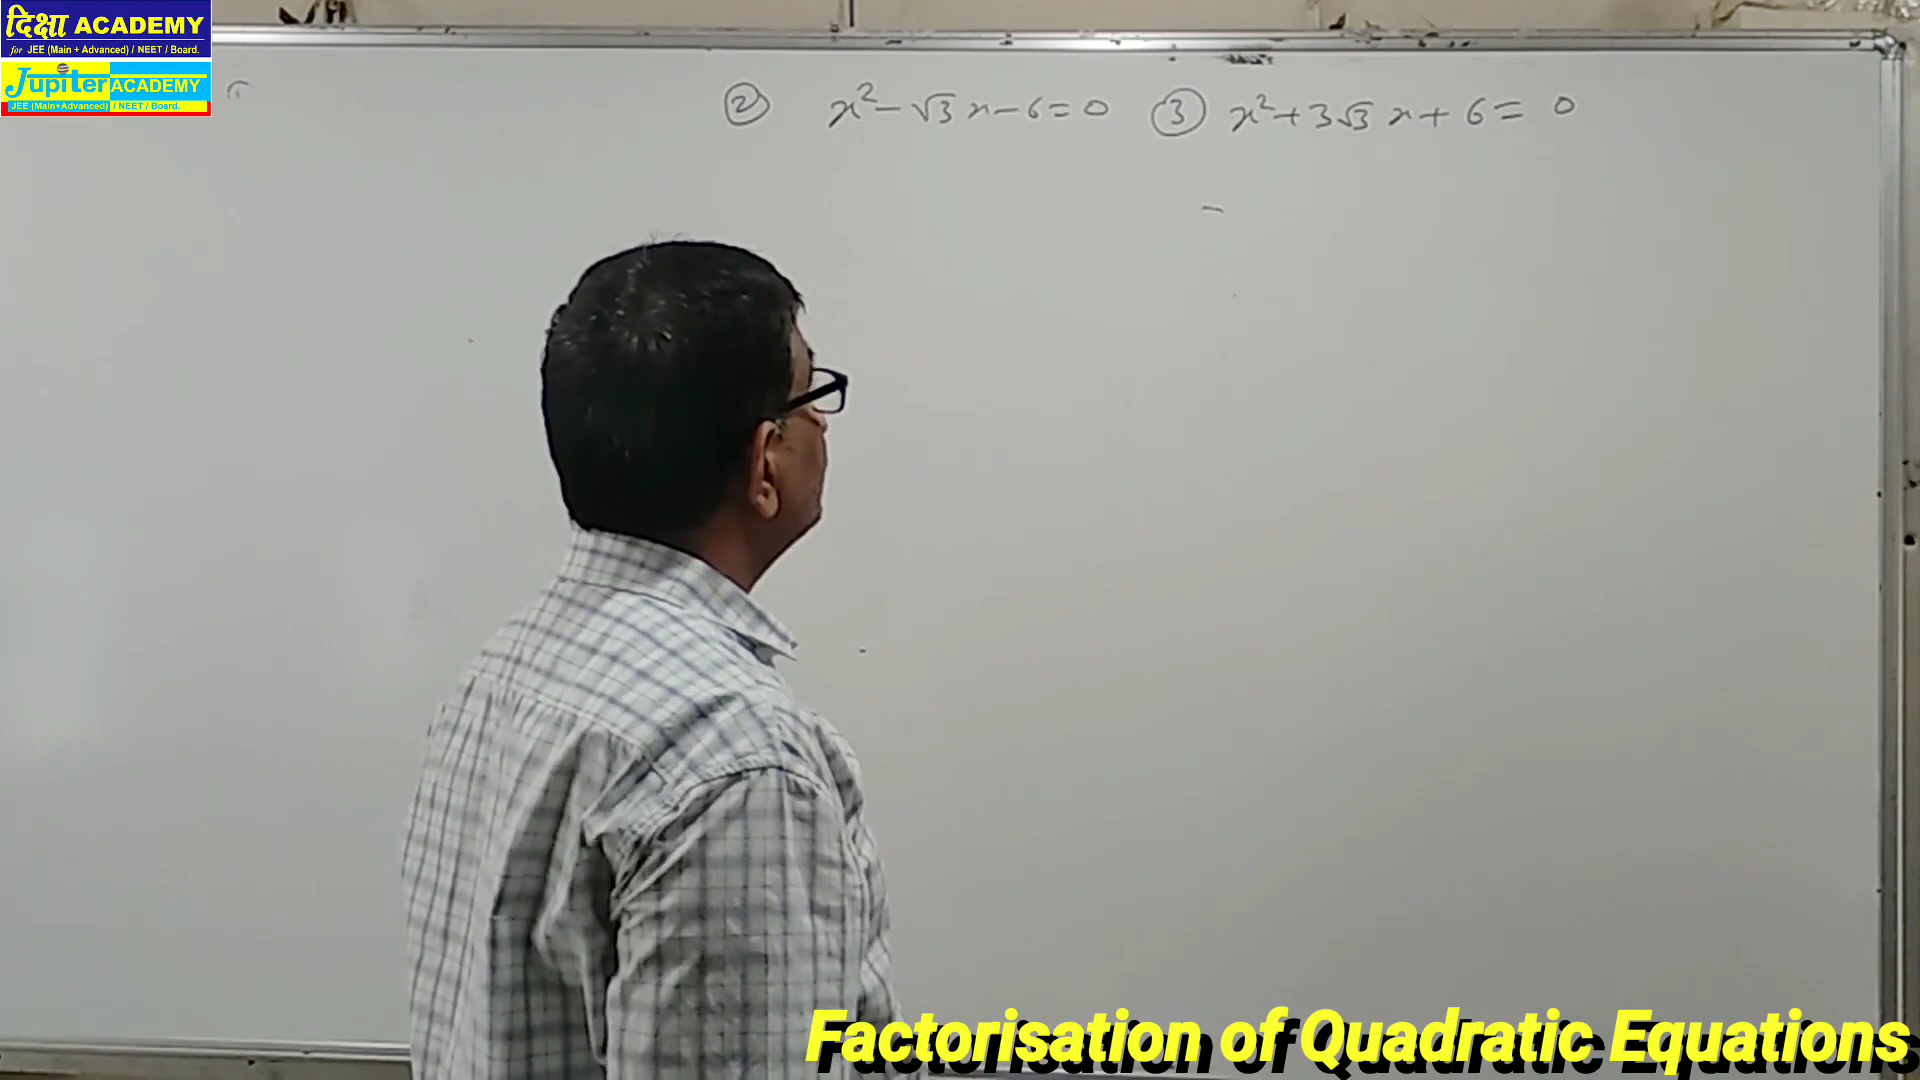 दिक्षा ACADEMY
for JEE (Main + Advanced) / NEET / Board.
Jupiter ACADEMY
JEE (Main+Advanced) / NEET / Board.
② x² - √3 x - 6 = 0 ③ x² + 3√3 x + 6 = 0
Factorisation of Quadratic Equations